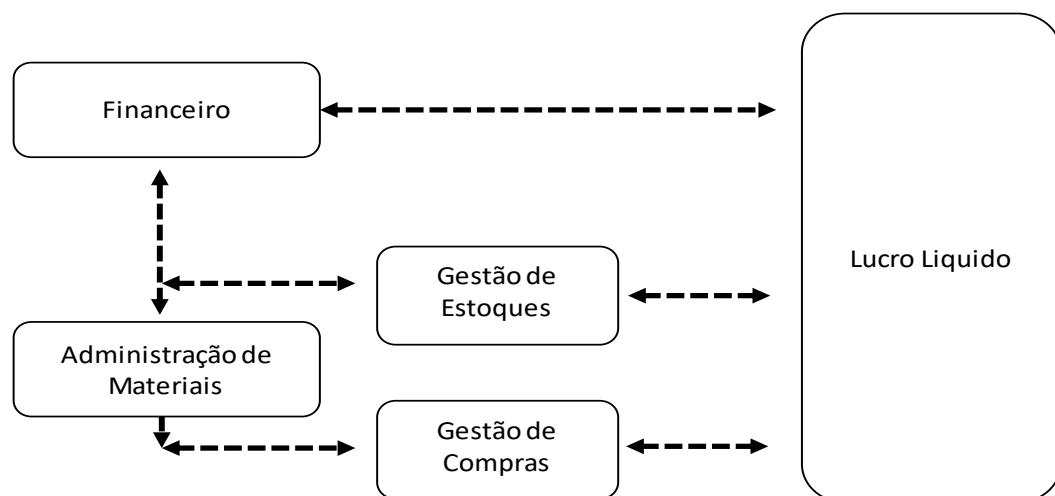 Financeiro
Gestão de
Estoques
Lucro Liquido
Administração de
Materiais
Gestão de
Compras